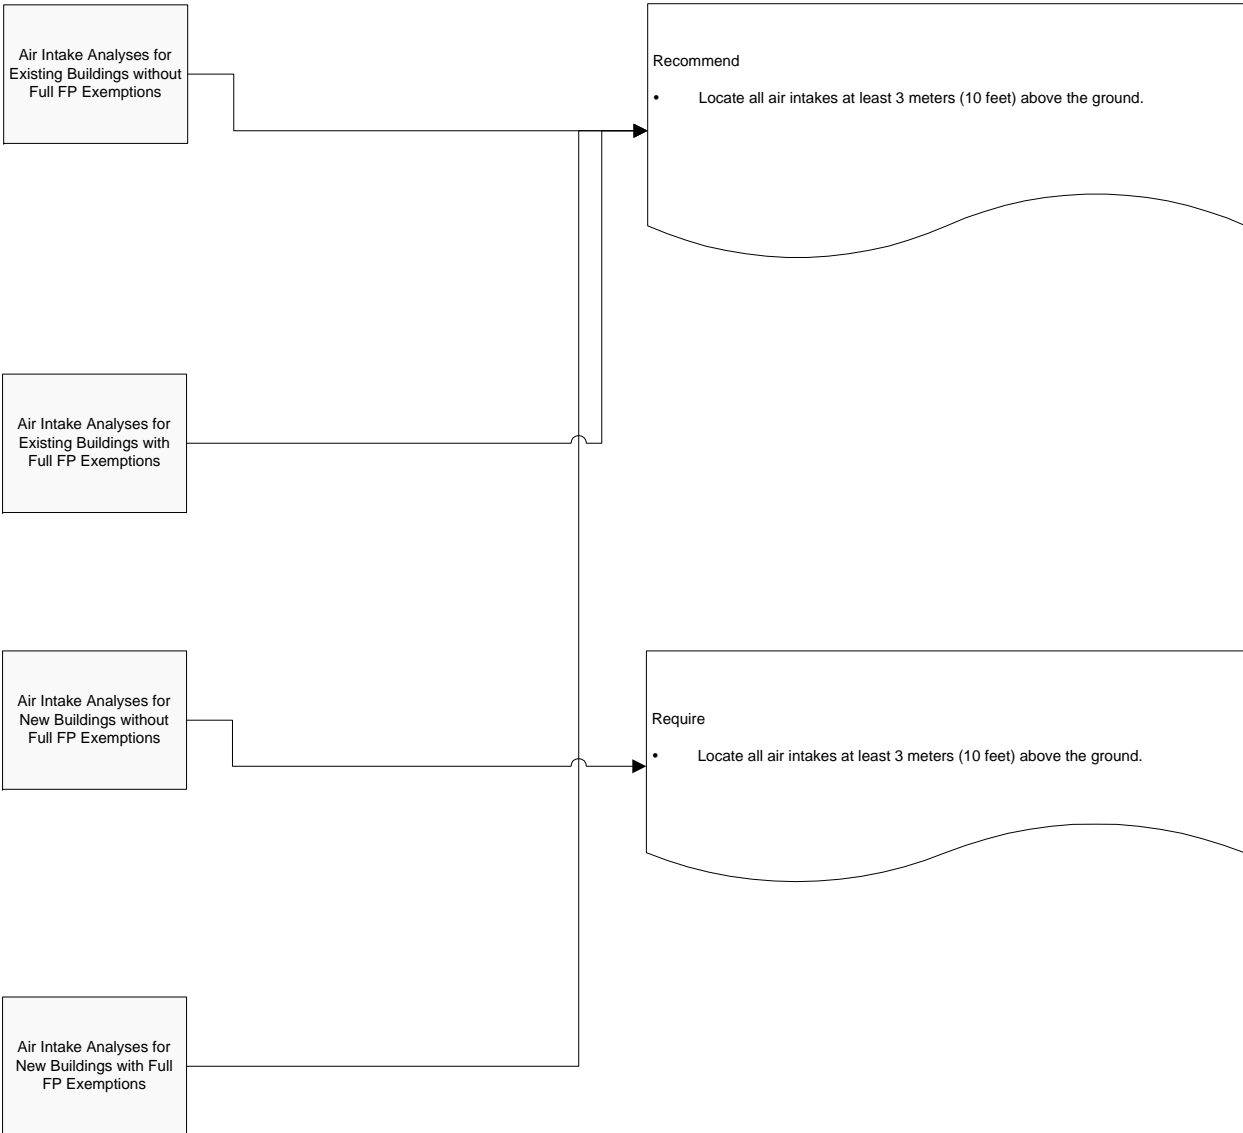 Air Intake Analyses for
Existing Buildings without
Full FP Exemptions
Recommend
• Locate all air intakes at least 3 meters (10 feet) above the ground.
Air Intake Analyses for
Existing Buildings with
Full FP Exemptions
Air Intake Analyses for
New Buildings without
Full FP Exemptions
Require
• Locate all air intakes at least 3 meters (10 feet) above the ground.
Air Intake Analyses for
New Buildings with Full
FP Exemptions